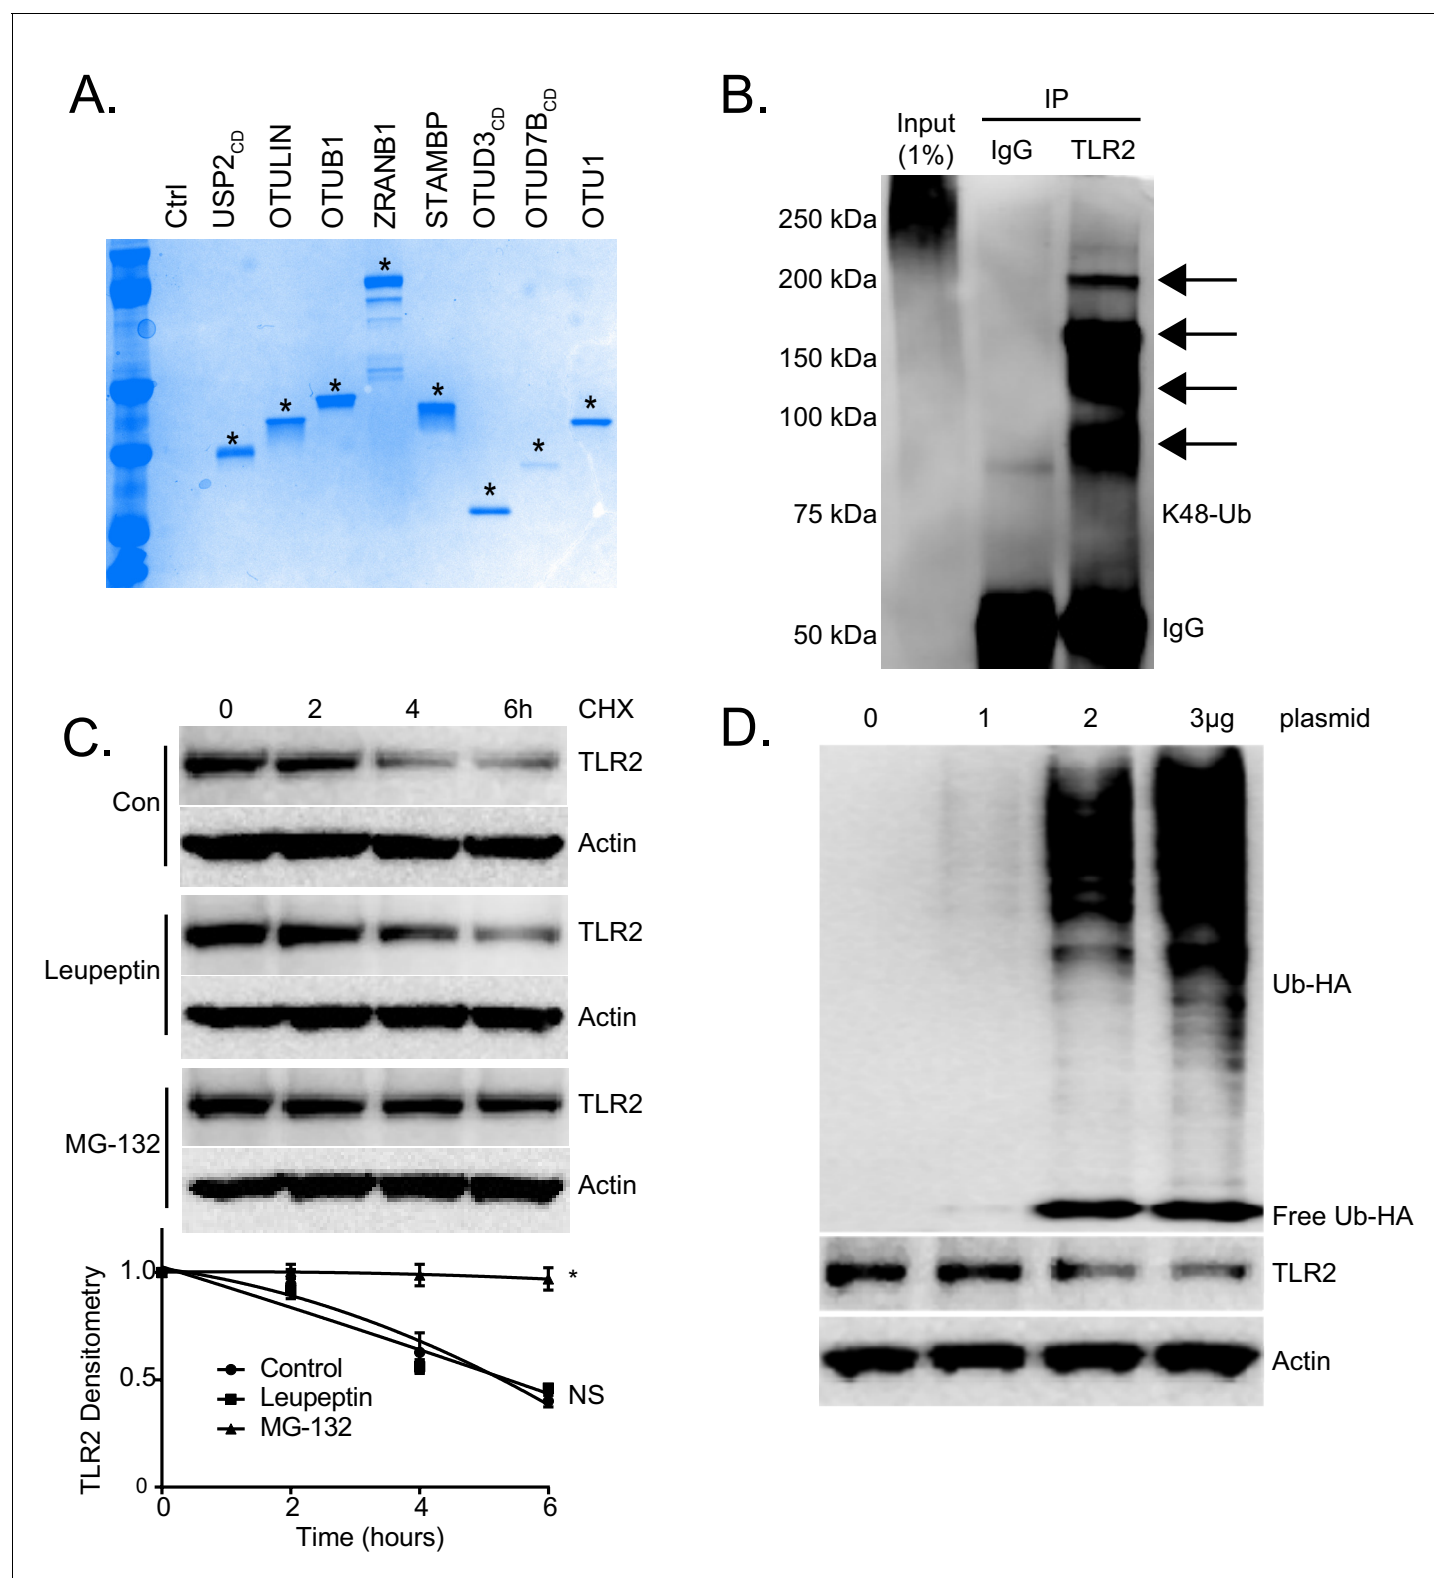 A.
Ctrl
USP2CD
OTULIN
OTUB1
ZRANB1
STAMBP
OTUD3CD
OTUD7BCD
OTU1
*
*
*
*
*
*
*
*
B.
IP
Input
(1%)
IgG
TLR2
250 kDa
200 kDa
150 kDa
100 kDa
75 kDa
50 kDa
K48-Ub
IgG
C.
0 2 4 6h CHX
Con
TLR2
Actin
Leupeptin
TLR2
Actin
MG-132
TLR2
Actin
TLR2 Densitometry
1.0
0.5
0
*
NS
Control
Leupeptin
MG-132
0 2 4 6
Time (hours)
D.
0 1 2 3µg plasmid
Ub-HA
Free Ub-HA
TLR2
Actin